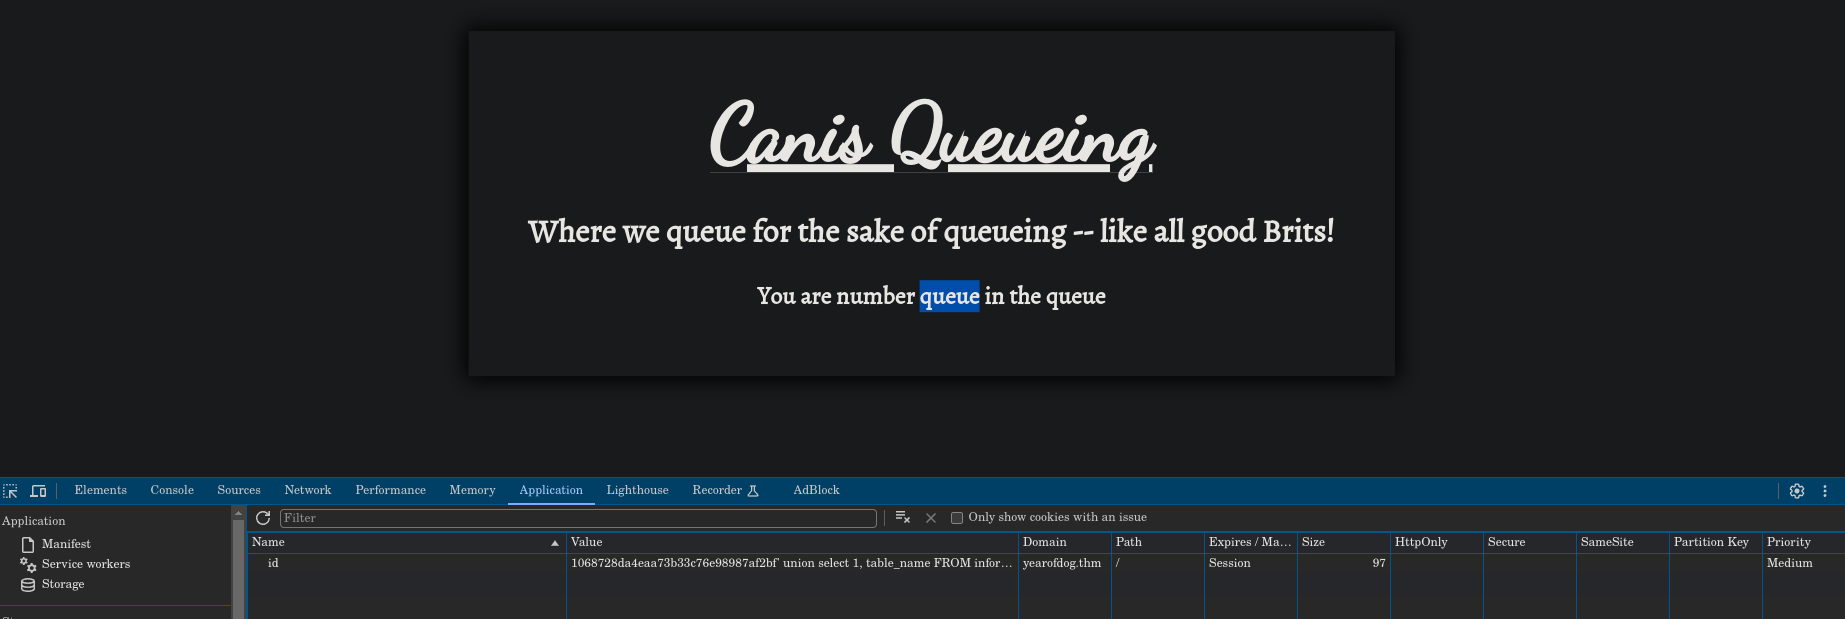 Canis Queueing
Where we queue for the sake of queueing -- like all good Brits!
You are number queue in the queue
Elements Console Sources Network Performance Memory Application Lighthouse Recorder AdBlock
Application
Filter
Only show cookies with an issue
Manifest
Service workers
Storage
Name Value Domain Path Expires / Ma... Size HttpOnly Secure SameSite Partition Key Priority
id 1068728da4eaa73b33c76e98987af2bf' union select 1, table_name FROM infor... yearofdog.thm / Session 97 Medium